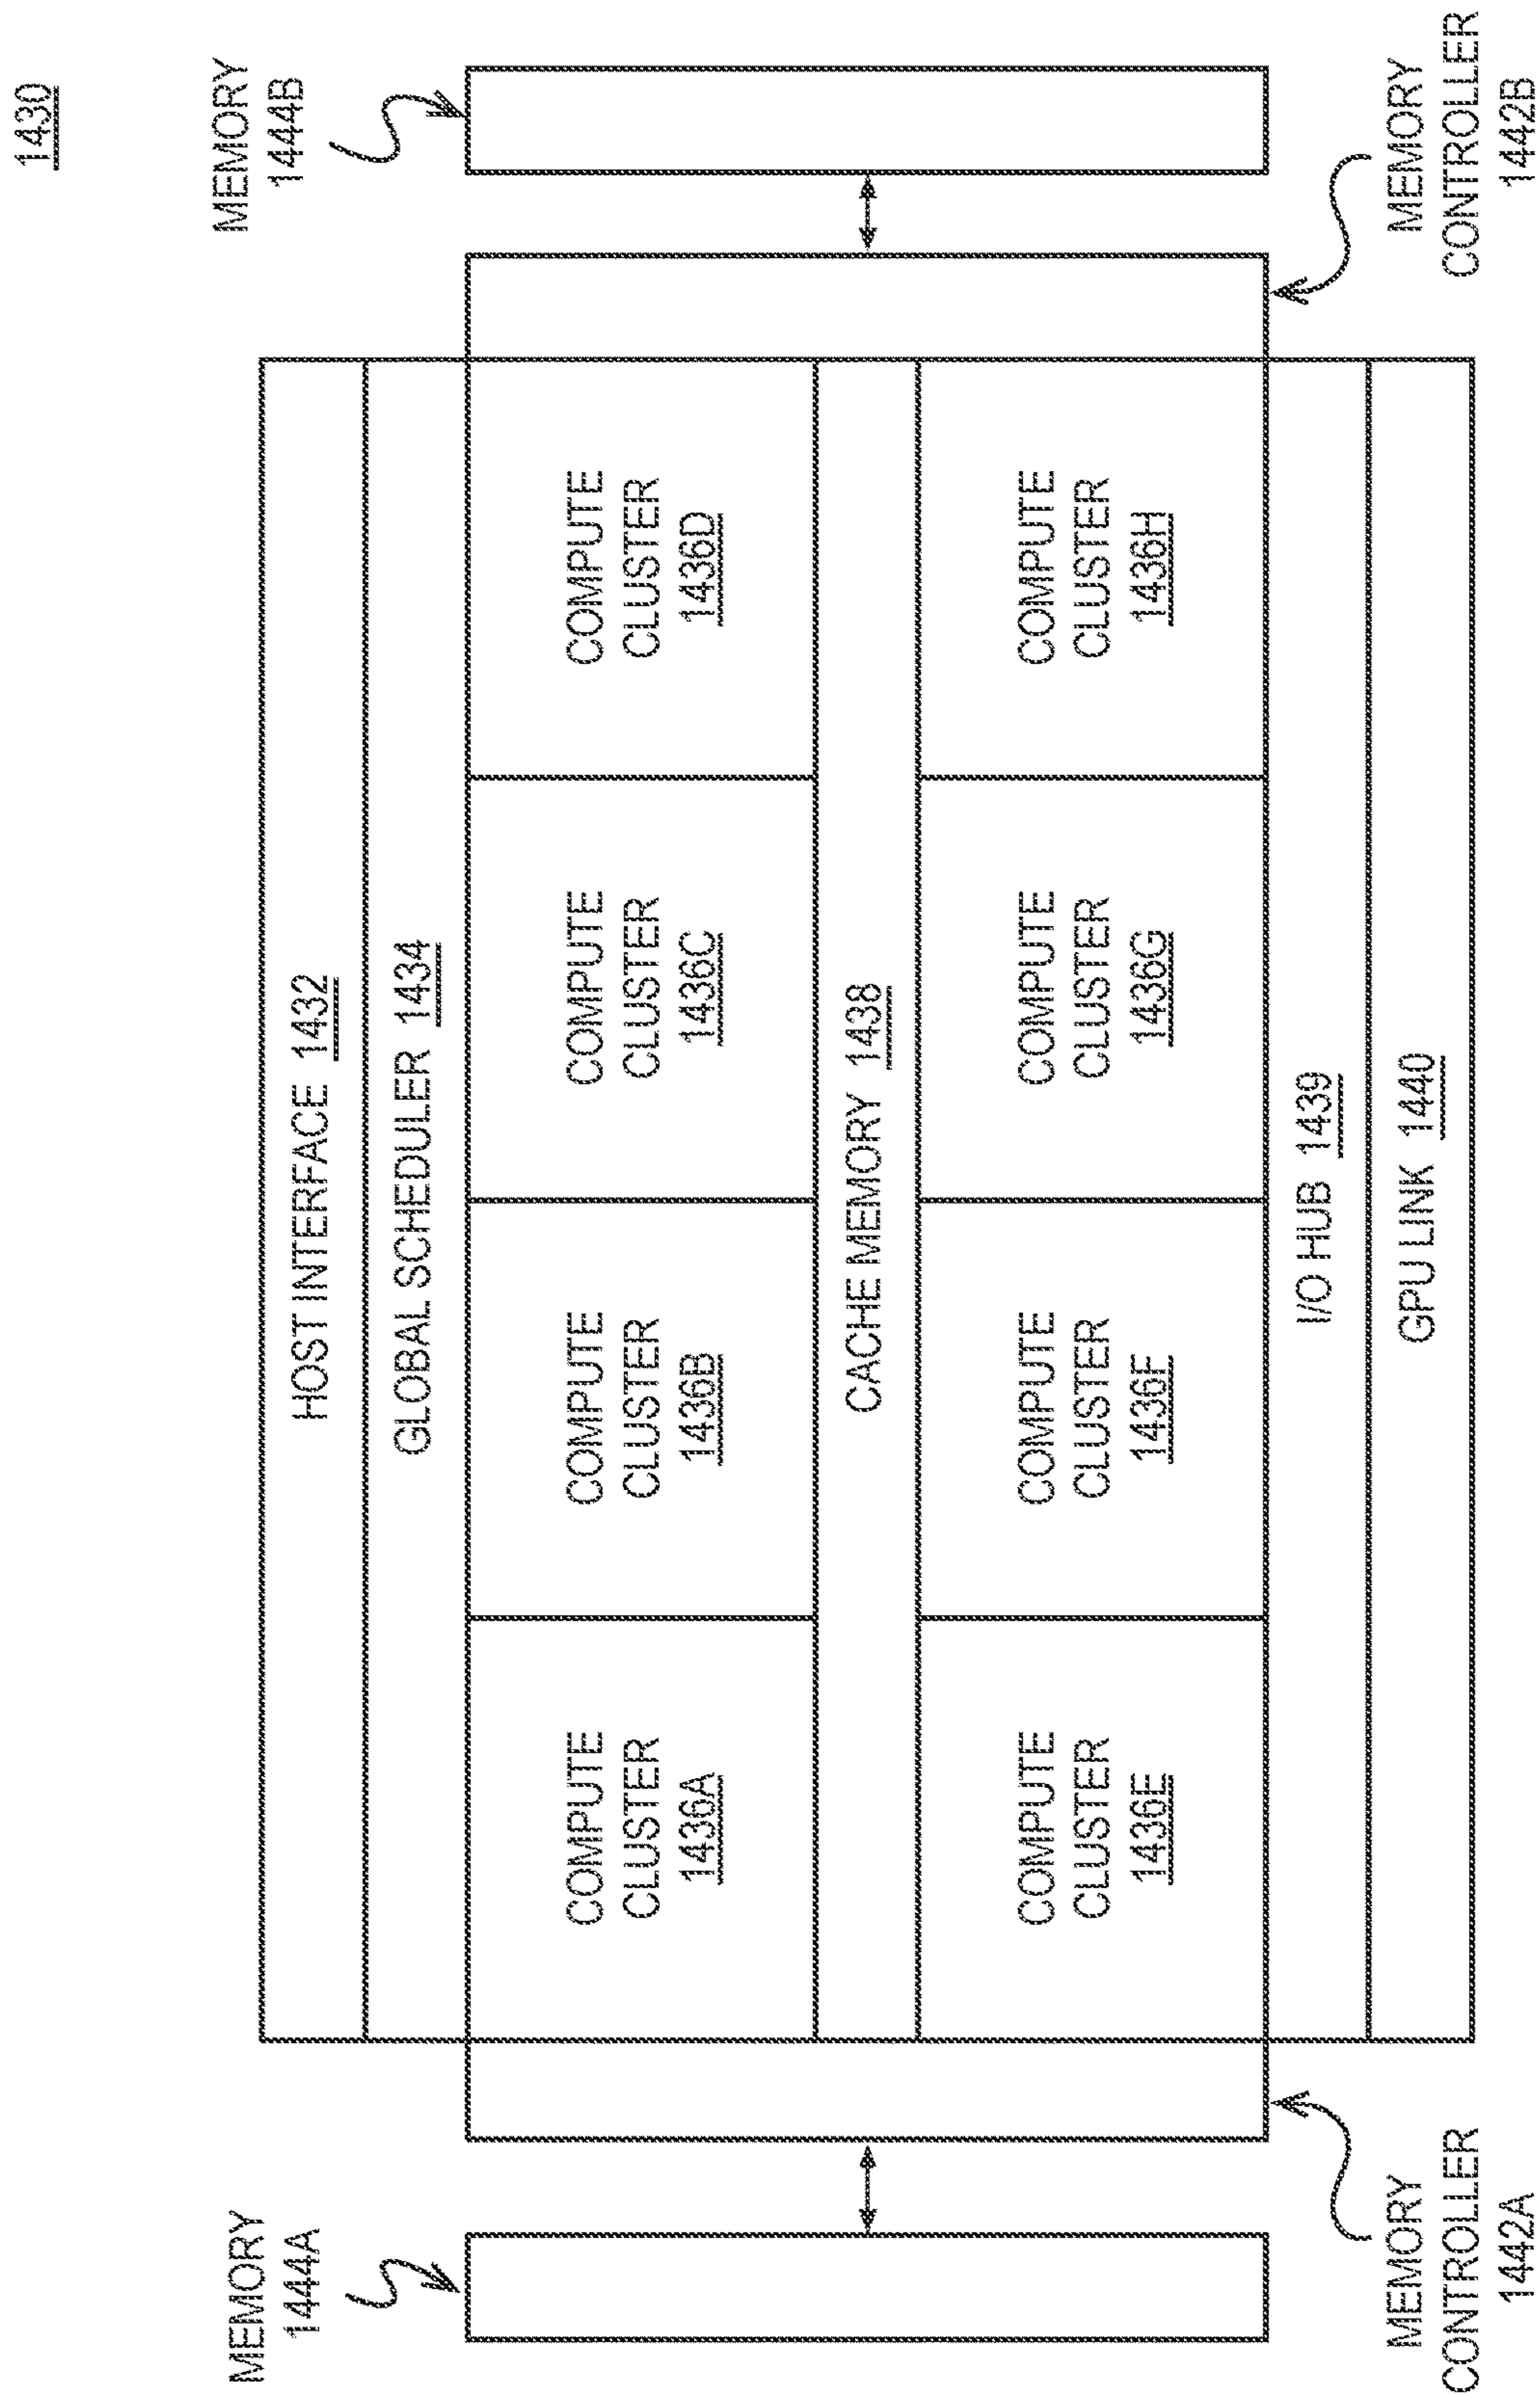 1430
MEMORY
1444A
MEMORY
1444B
HOST INTERFACE 1432
GLOBAL SCHEDULER 1434
COMPUTE
CLUSTER
1436A
COMPUTE
CLUSTER
1436B
COMPUTE
CLUSTER
1436C
COMPUTE
CLUSTER
1436D
CACHE MEMORY 1438
COMPUTE
CLUSTER
1436E
COMPUTE
CLUSTER
1436F
COMPUTE
CLUSTER
1436G
COMPUTE
CLUSTER
1436H
I/O HUB 1439
GPU LINK 1440
MEMORY
CONTROLLER
1442A
MEMORY
CONTROLLER
1442B